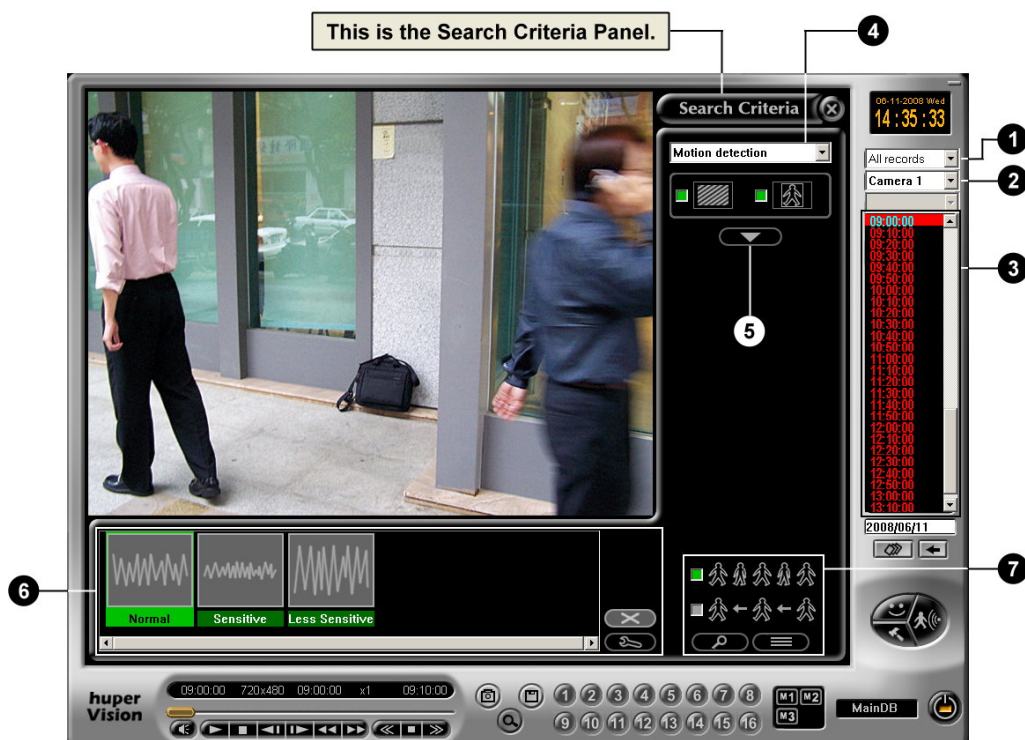 This is the Search Criteria Panel.
4
Search Criteria
06-11-2008 Wed
14:35:33
1
All records
Motion detection
Camera 1
2
09:00:00
09:10:00
09:20:00
09:30:00
09:40:00
09:50:00
10:00:00
10:10:00
10:20:00
10:30:00
10:40:00
10:50:00
11:00:00
11:10:00
11:20:00
11:30:00
11:40:00
11:50:00
12:00:00
12:10:00
12:20:00
12:30:00
12:40:00
12:50:00
13:00:00
13:10:00
3
5
2008/06/11
6
7
Normal
Sensitive
Less Sensitive
huper
Vision
09:00:00 720x480 09:00:00 x1 09:10:00
1 2 3 4 5 6 7 8
9 10 11 12 13 14 15 16
M1 M2
M3
MainDB